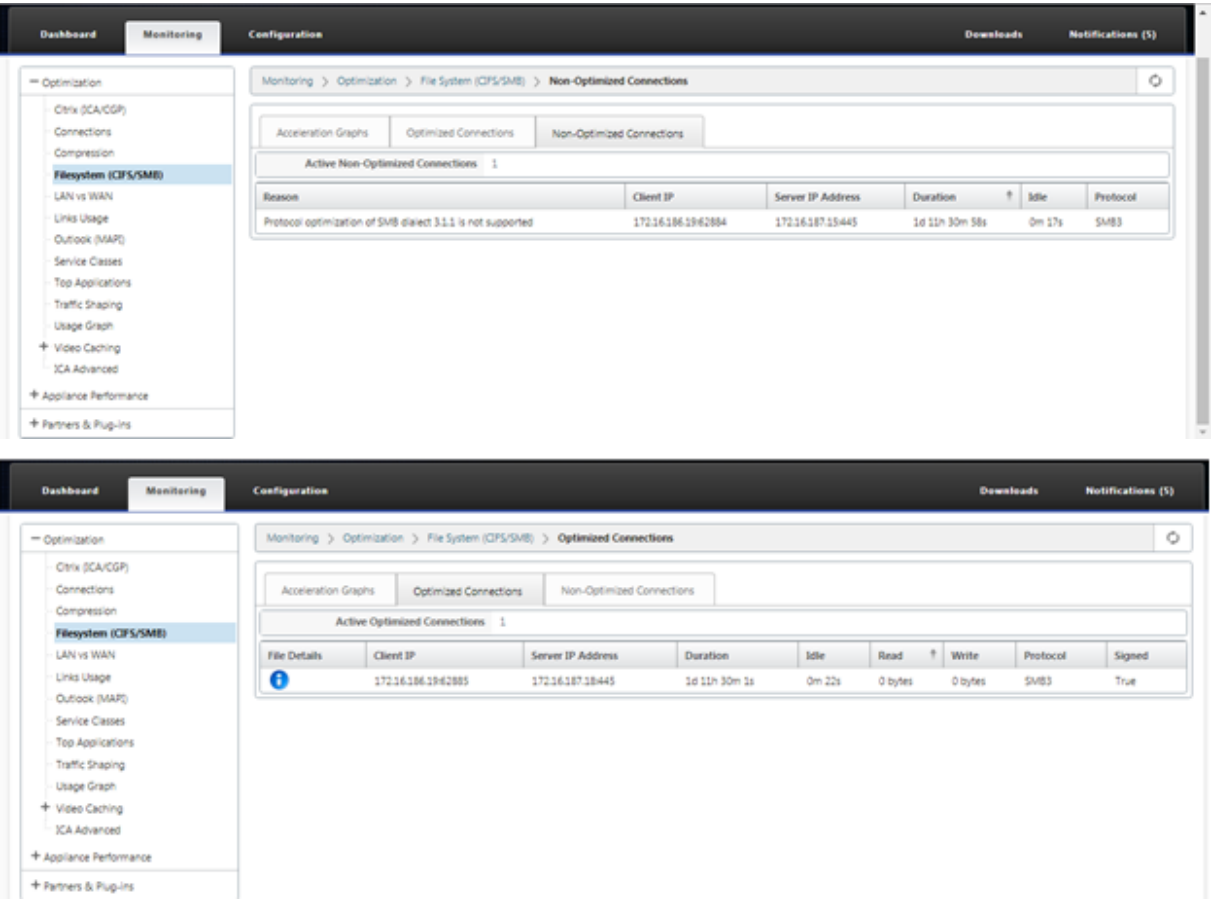 Dashboard Monitoring Configuration Downloads Notifications (5)
Optimization
Monitoring > Optimization > File System (CIFS/SMB) > Non-Optimized Connections
Citrix (ICA/CGP)
Connections
Compression
Filesystem (CIFS/SMB)
LAN vs WAN
Links Usage
Outlook (MAPI)
Service Classes
Top Applications
Traffic Shaping
Usage Graph
Video Caching
ICA Advanced
Appliance Performance
Partners & Plug-ins
Acceleration Graphs Optimized Connections Non-Optimized Connections
Active Non-Optimized Connections 1
Reason Client IP Server IP Address Duration ↑ Idle Protocol
Protocol optimization of SMB dialect 3.1.1 is not supported 172.16.186.19:62884 172.16.187.15:445 1d 11h 30m 58s 0m 17s SMB3
Dashboard Monitoring Configuration Downloads Notifications (5)
Optimization
Monitoring > Optimization > File System (CIFS/SMB) > Optimized Connections
Citrix (ICA/CGP)
Connections
Compression
Filesystem (CIFS/SMB)
LAN vs WAN
Links Usage
Outlook (MAPI)
Service Classes
Top Applications
Traffic Shaping
Usage Graph
Video Caching
ICA Advanced
Appliance Performance
Partners & Plug-ins
Acceleration Graphs Optimized Connections Non-Optimized Connections
Active Optimized Connections 1
File Details Client IP Server IP Address Duration Idle Read ↑ Write Protocol Signed
172.16.186.19:62885 172.16.187.18:445 1d 11h 30m 1s 0m 22s 0 bytes 0 bytes SMB3 True